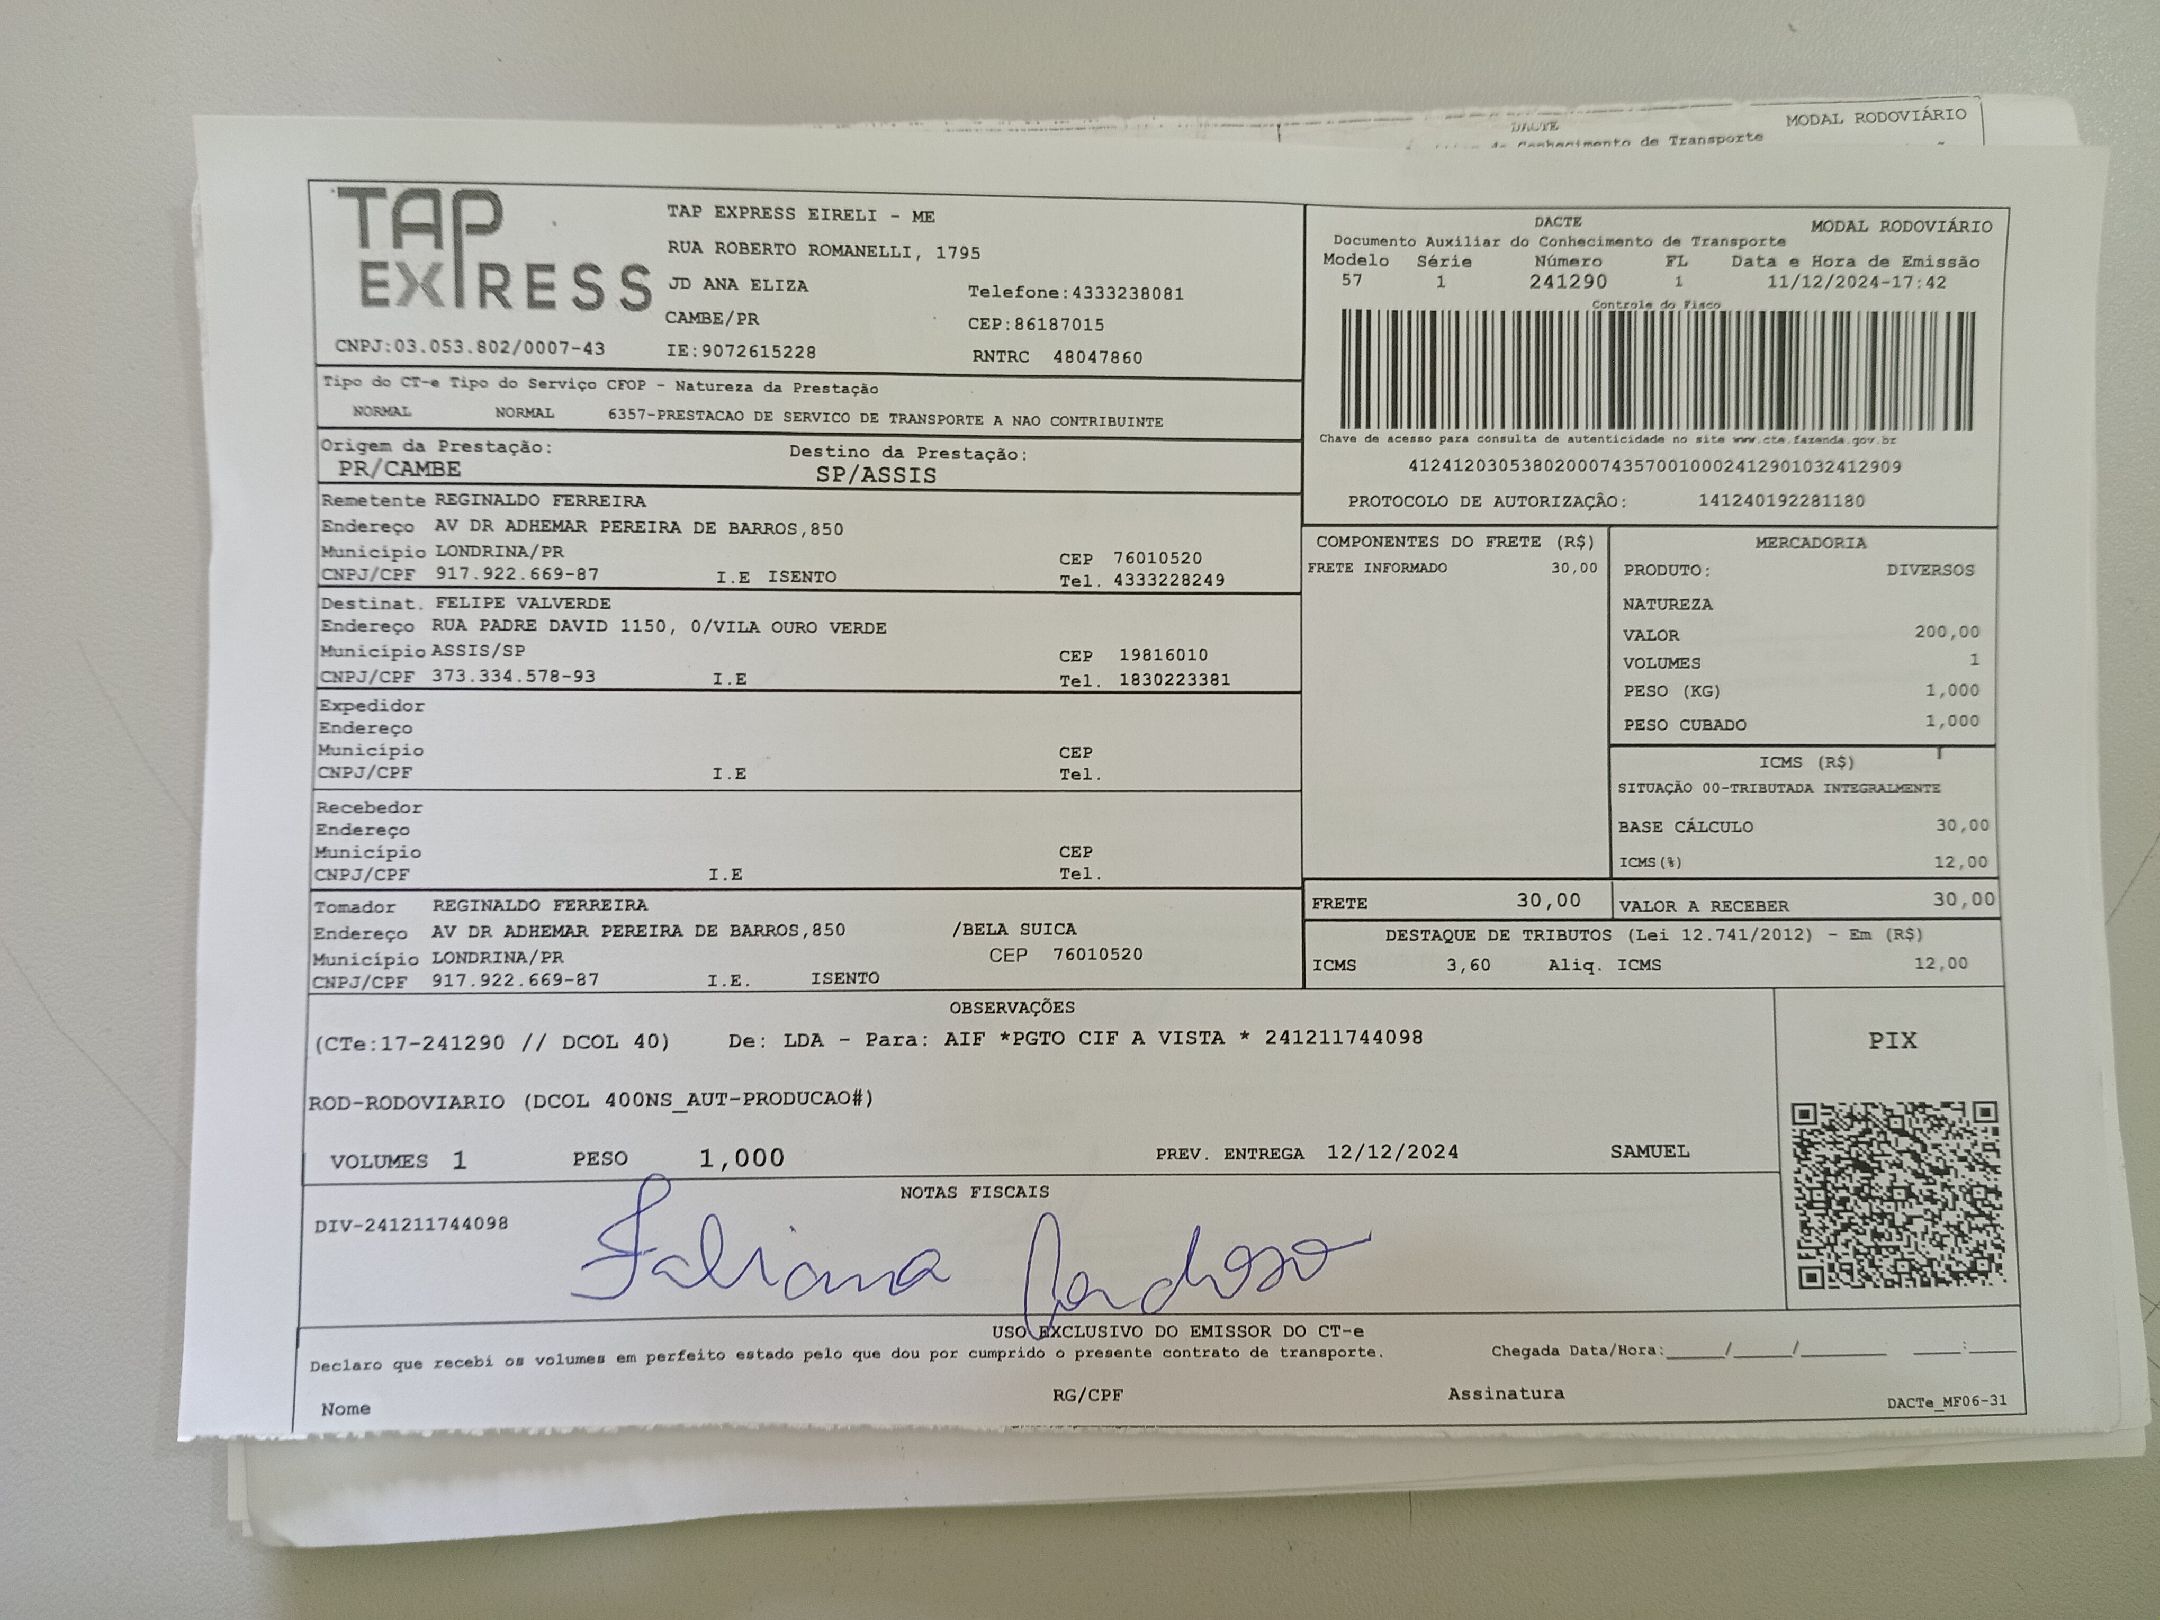 DACTE
MODAL RODOVIÁRIO
Conhecimento de Transporte
TAP
EXPRESS
CNPJ:03.053.802/0007-43
TAP EXPRESS EIRELI - ME
RUA ROBERTO ROMANELLI, 1795
JD ANA ELIZA
Telefone:4333238081
CAMBE/PR
CEP:86187015
IE:9072615228
RNTRC 48047860
DACTE
MODAL RODOVIÁRIO
Documento Auxiliar do Conhecimento de Transporte
Modelo Série Número FL Data e Hora de Emissão
57 1 241290 1 11/12/2024-17:42
Controle do Fisco
Chave de acesso para consulta de autenticidade no site www.cte.fazenda.gov.br
41241203053802000743570010002412901032412909
PROTOCOLO DE AUTORIZAÇÃO: 141240192281180
Tipo do CT-e Tipo do Serviço CFOP - Natureza da Prestação
NORMAL NORMAL 6357-PRESTACAO DE SERVICO DE TRANSPORTE A NAO CONTRIBUINTE
Origem da Prestação: Destino da Prestação:
PR/CAMBE SP/ASSIS
Remetente REGINALDO FERREIRA
Endereço AV DR ADHEMAR PEREIRA DE BARROS,850
Município LONDRINA/PR CEP 76010520
CNPJ/CPF 917.922.669-87 I.E ISENTO Tel. 4333228249
Destinat. FELIPE VALVERDE
Endereço RUA PADRE DAVID 1150, 0/VILA OURO VERDE
Município ASSIS/SP CEP 19816010
CNPJ/CPF 373.334.578-93 I.E Tel. 1830223381
Expedidor
Endereço
Município CEP
CNPJ/CPF I.E Tel.
Recebedor
Endereço
Município CEP
CNPJ/CPF I.E Tel.
Tomador REGINALDO FERREIRA
Endereço AV DR ADHEMAR PEREIRA DE BARROS,850 /BELA SUICA
Município LONDRINA/PR CEP 76010520
CNPJ/CPF 917.922.669-87 I.E. ISENTO
COMPONENTES DO FRETE (R$)
FRETE INFORMADO 30,00
MERCADORIA
PRODUTO: DIVERSOS
NATUREZA
VALOR 200,00
VOLUMES 1
PESO (KG) 1,000
PESO CUBADO 1,000
ICMS (R$)
SITUAÇÃO 00-TRIBUTADA INTEGRALMENTE
BASE CÁLCULO 30,00
ICMS(%) 12,00
FRETE 30,00 VALOR A RECEBER 30,00
DESTAQUE DE TRIBUTOS (Lei 12.741/2012) - Em (R$)
ICMS 3,60 Aliq. ICMS 12,00
OBSERVAÇÕES
(CTe:17-241290 // DCOL 40) De: LDA - Para: AIF *PGTO CIF A VISTA * 241211744098
ROD-RODOVIARIO (DCOL 400NS_AUT-PRODUCAO#)
VOLUMES 1 PESO 1,000 PREV. ENTREGA 12/12/2024 SAMUEL
PIX
NOTAS FISCAIS
DIV-241211744098
Fabiana Cardoso
USO EXCLUSIVO DO EMISSOR DO CT-e
Declaro que recebi os volumes em perfeito estado pelo que dou por cumprido o presente contrato de transporte. Chegada Data/Hora:____/____/______ ___:___
Nome RG/CPF Assinatura DACTe_MF06-31